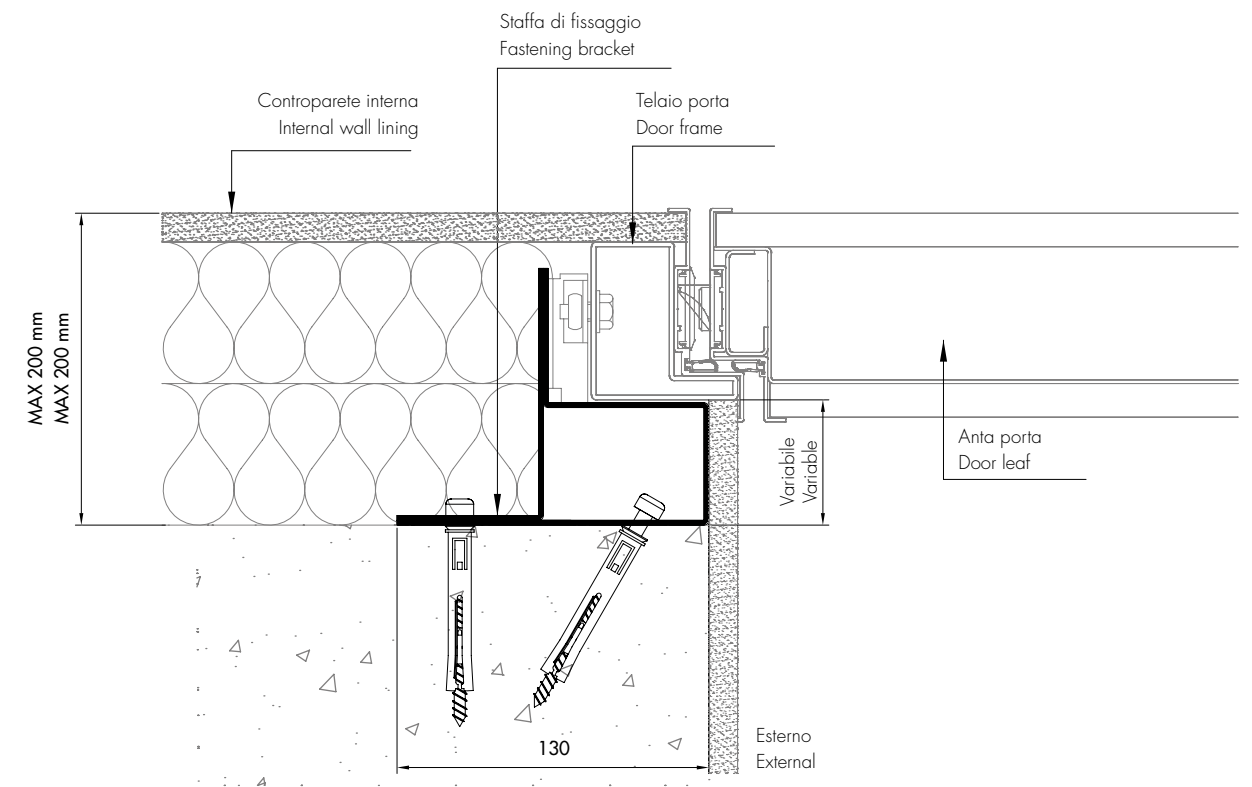 Staffa di fissaggio
Fastening bracket
Controparete interna
Internal wall lining
Telaio porta
Door frame
MAX 200 mm
MAX 200 mm
Variabile
Variable
Anta porta
Door leaf
130
Esterno
External